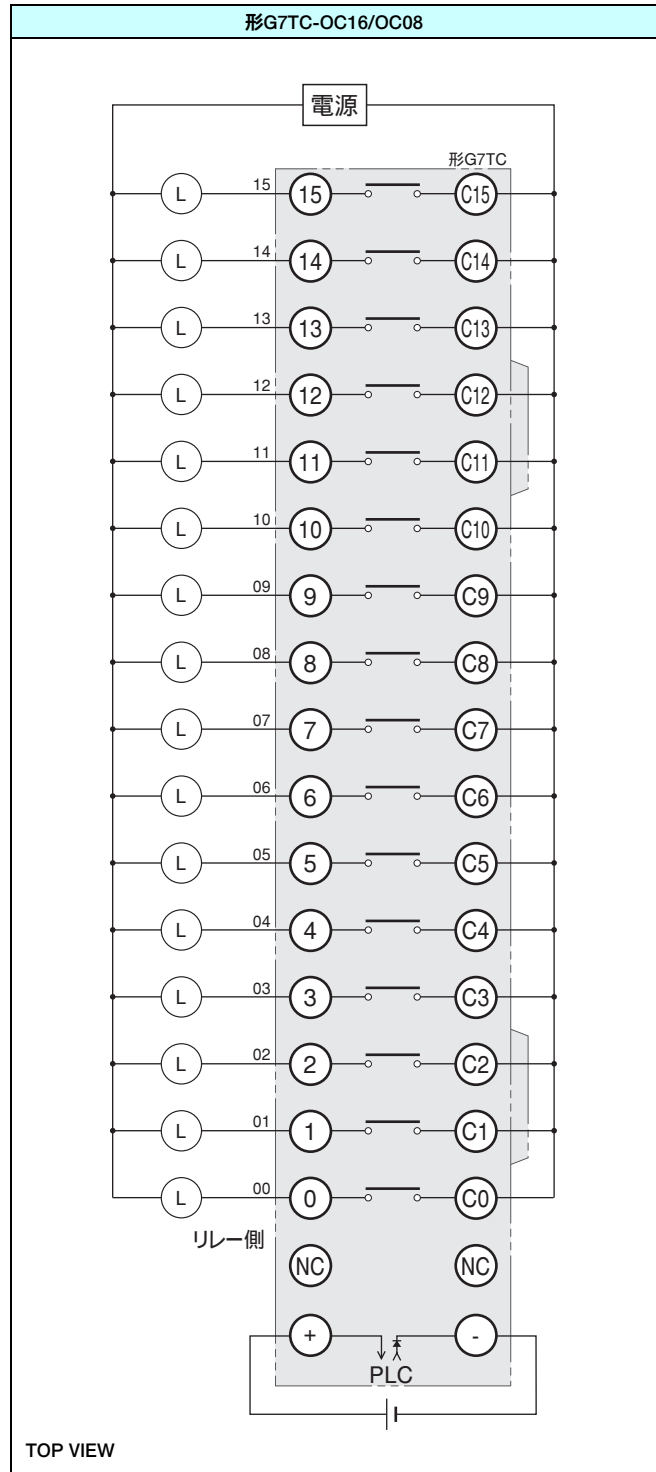 形G7TC-OC16/OC08
電源
形G7TC
L 15 15 C15
L 14 14 C14
L 13 13 C13
L 12 12 C12
L 11 11 C11
L 10 10 C10
L 09 9 C9
L 08 8 C8
L 07 7 C7
L 06 6 C6
L 05 5 C5
L 04 4 C4
L 03 3 C3
L 02 2 C2
L 01 1 C1
L 00 0 C0
リレー側
NC NC
+ -
PLC
TOP VIEW